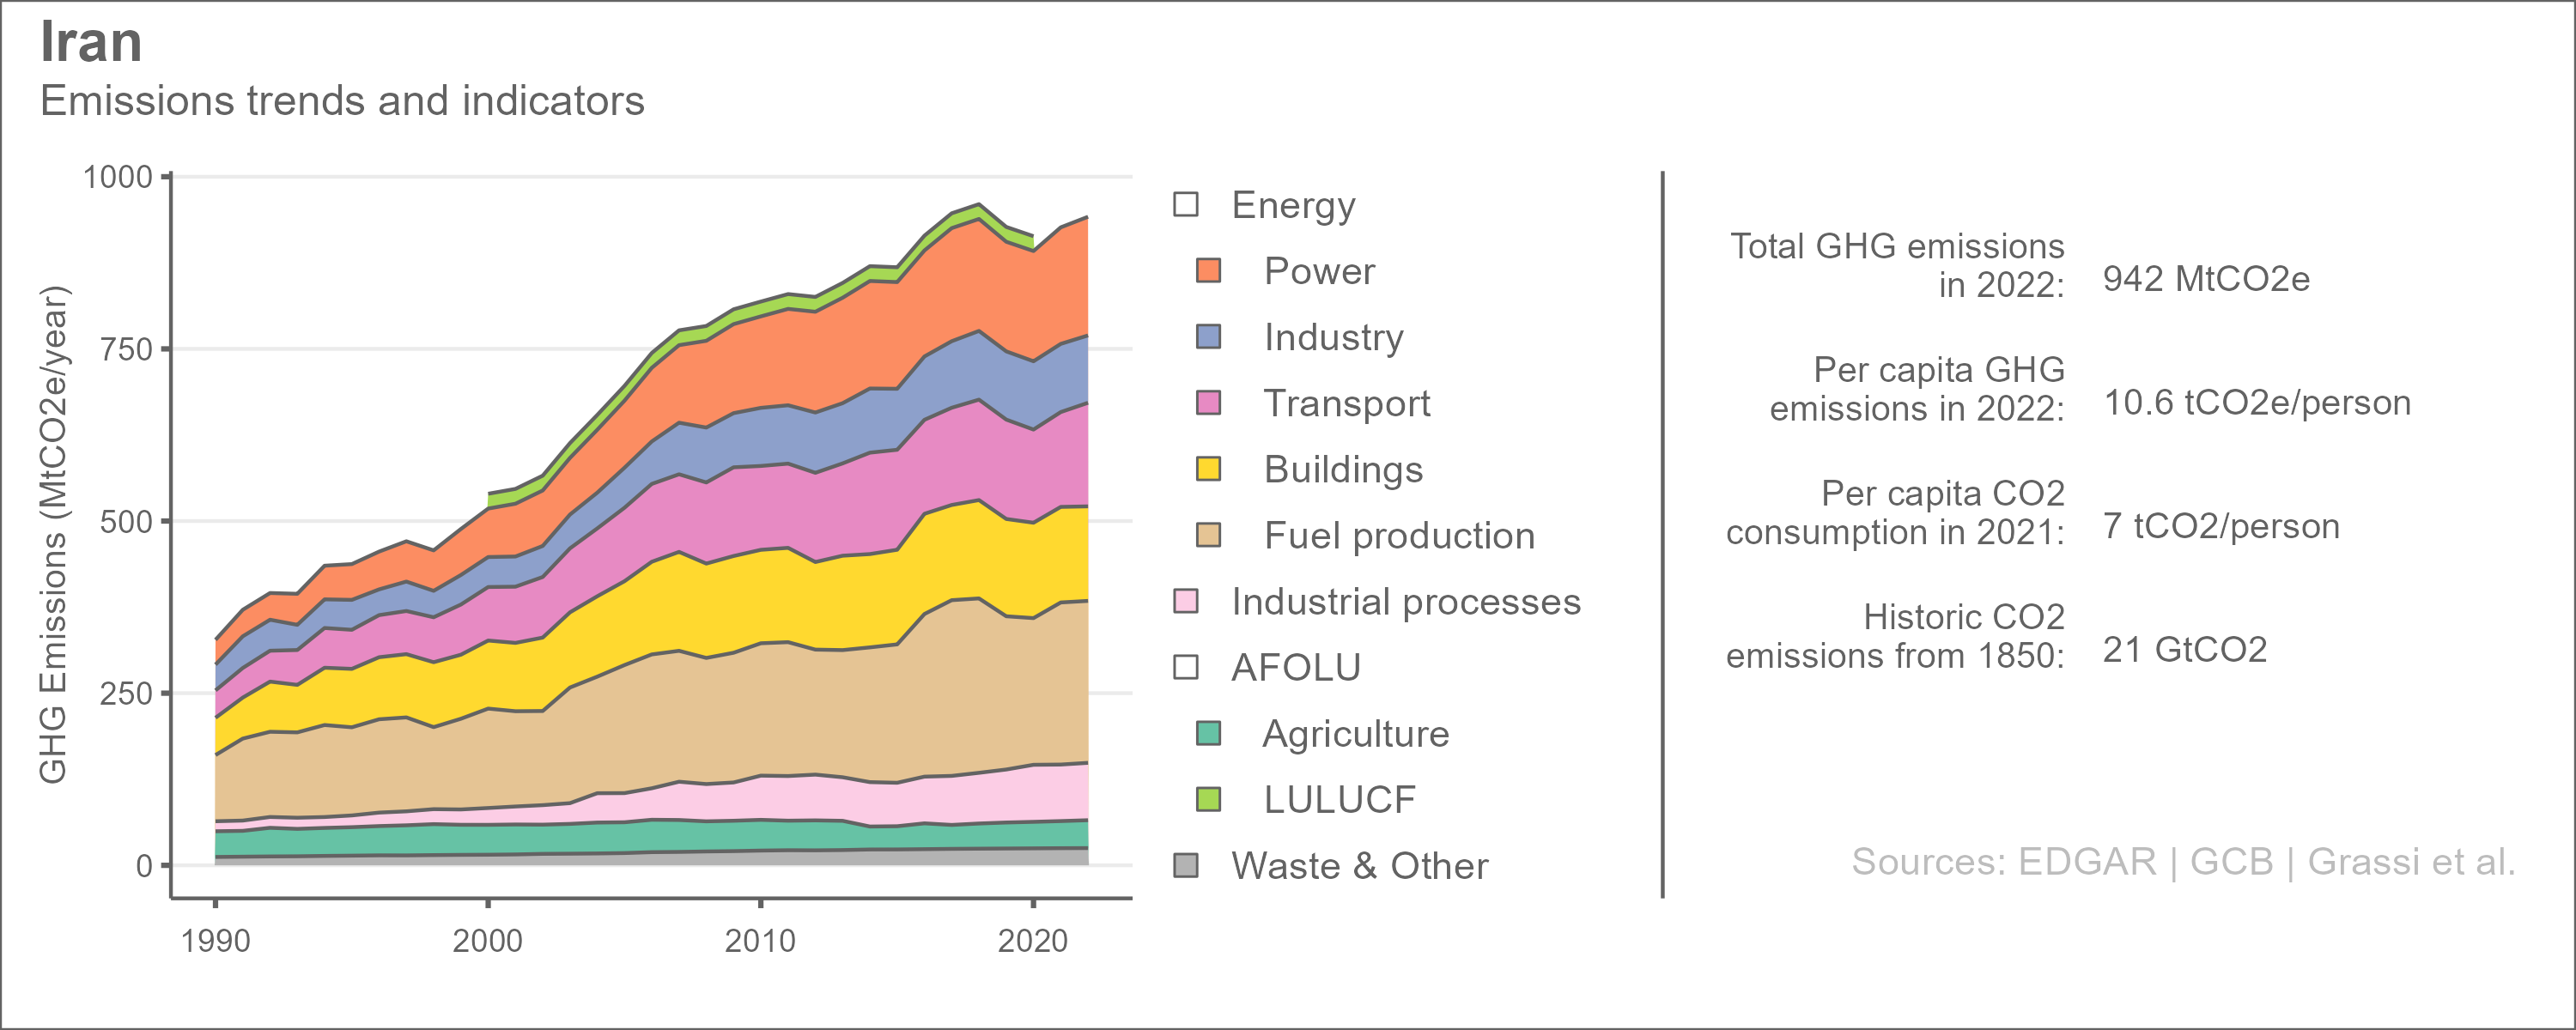 Iran
Emissions trends and indicators
GHG Emissions (MtCO2e/year)
1000
750
500
250
0
1990
2000
2010
2020
Energy
Power
Industry
Transport
Buildings
Fuel production
Industrial processes
AFOLU
Agriculture
LULUCF
Waste & Other
Total GHG emissions
in 2022:
942 MtCO2e
Per capita GHG
emissions in 2022:
10.6 tCO2e/person
Per capita CO2
consumption in 2021:
7 tCO2/person
Historic CO2
emissions from 1850:
21 GtCO2
Sources: EDGAR | GCB | Grassi et al.